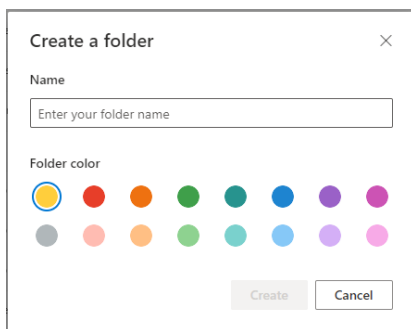 Create a folder
Name
Enter your folder name
Folder color
Create
Cancel